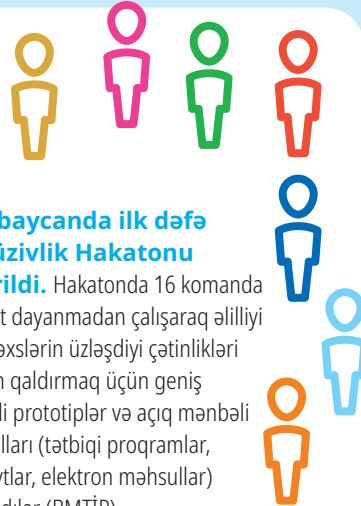 baycanda ilk dəfə
üzivlik Hakatonu
rildi. Hakatonda 16 komanda
t dayanmadan çalışaraq əlilliyi
əxslərin üzləşdiyi çətinlikləri
n qaldırmaq üçün geniş
li prototiplər və açıq mənbəli
lları (tətbiqi proqramlar,
ytlar, elektron məhsullar)